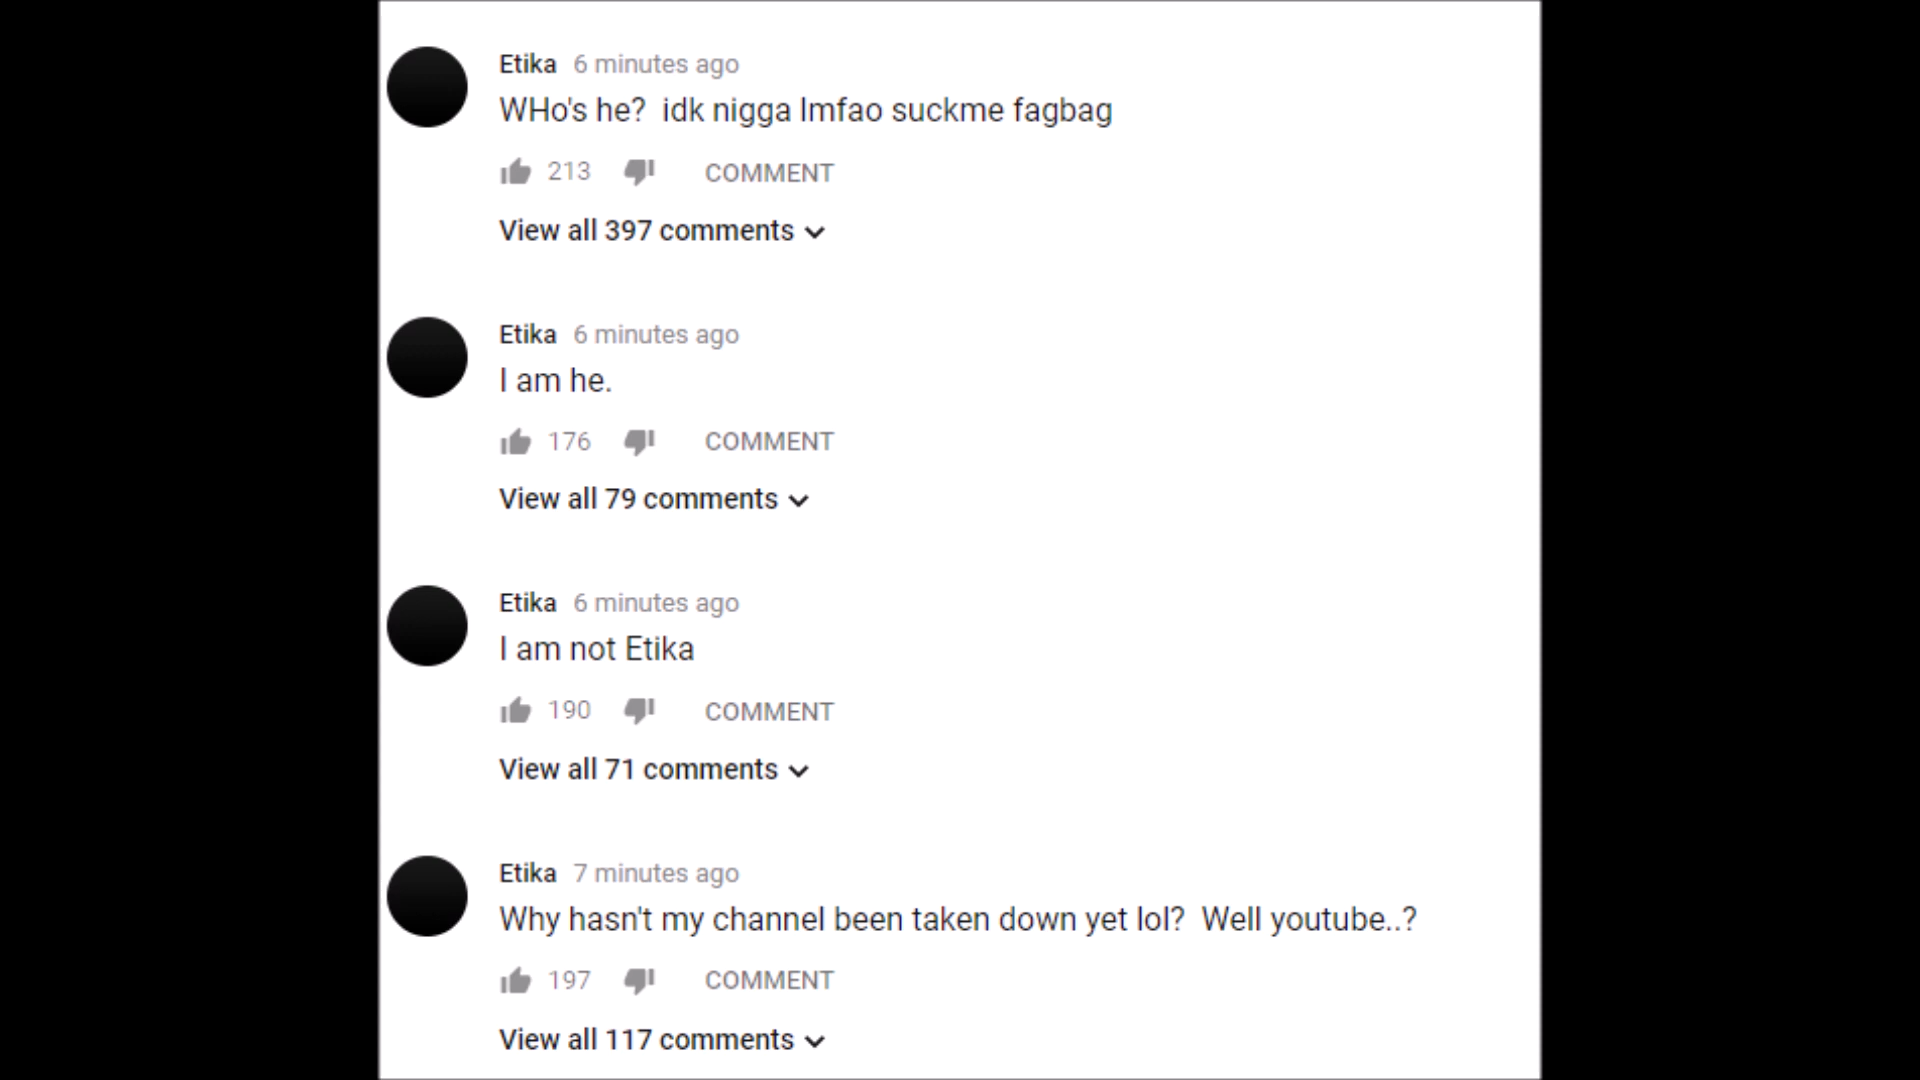 Etika 6 minutes ago
WHo's he?  idk nigga lmfao suckme fagbag
213 COMMENT
View all 397 comments
Etika 6 minutes ago
I am he.
176 COMMENT
View all 79 comments
Etika 6 minutes ago
I am not Etika
190 COMMENT
View all 71 comments
Etika 7 minutes ago
Why hasn't my channel been taken down yet lol?  Well youtube..?
197 COMMENT
View all 117 comments